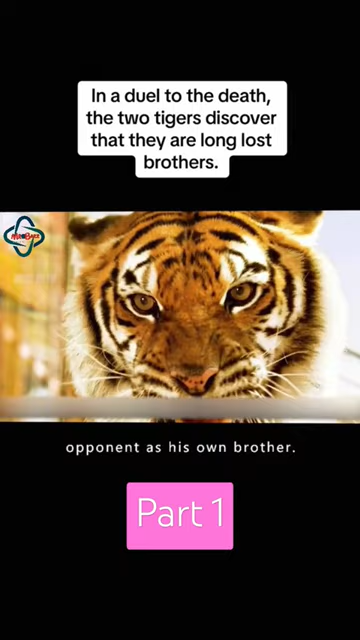 In a duel to the death,
the two tigers discover
that they are long lost
brothers.
opponent as his own brother.
Part 1